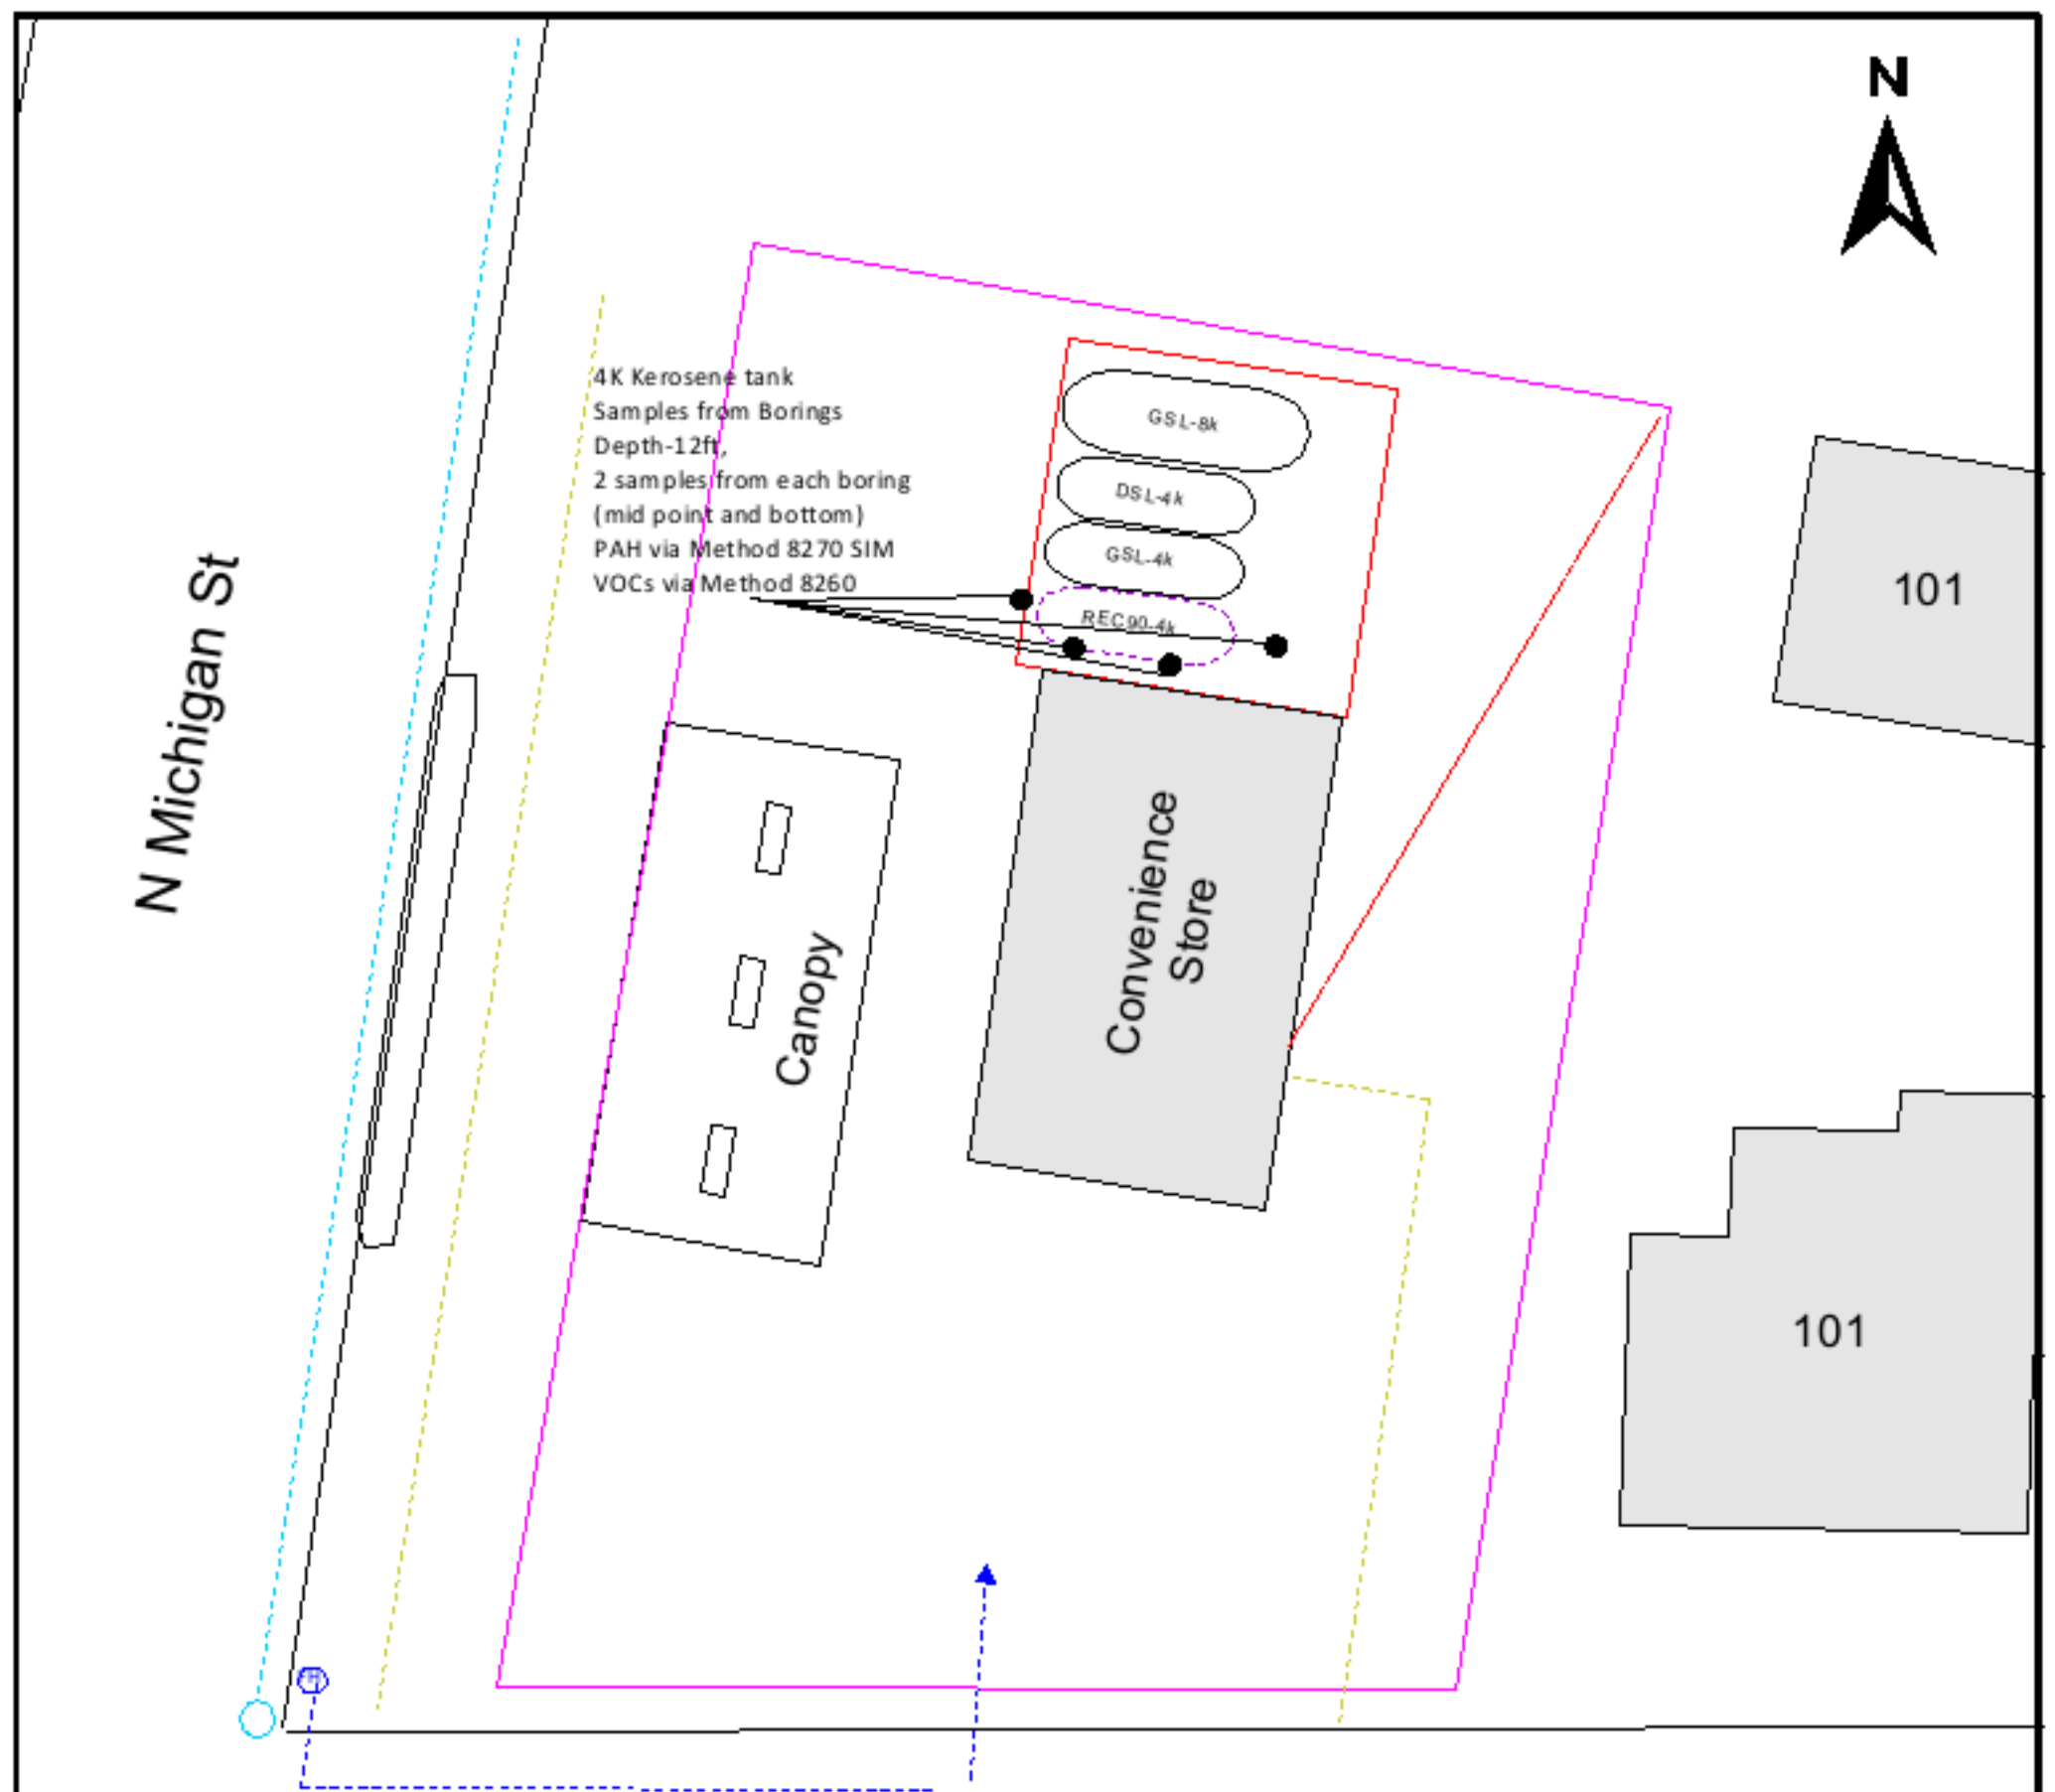 N
4K Kerosene tank
Samples from Borings
Depth-12ft,
2 samples from each boring
(mid point and bottom)
PAH via Method 8270 SIM
VOCs via Method 8260
GSL-8k
DSL-4k
GSL-4k
REC90-4k
101
N Michigan St
Canopy
Convenience
Store
101
H